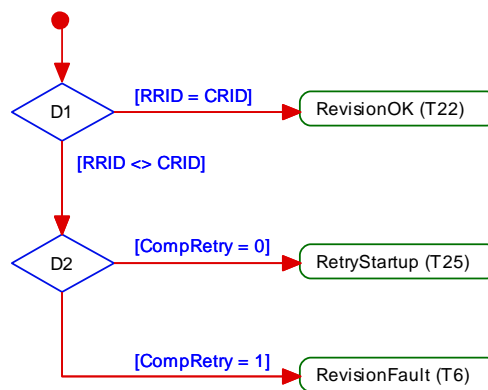 [RRID = CRID]
D1
RevisionOK (T22)
[RRID <> CRID]
[CompRetry = 0]
D2
RetryStartup (T25)
[CompRetry = 1]
RevisionFault (T6)